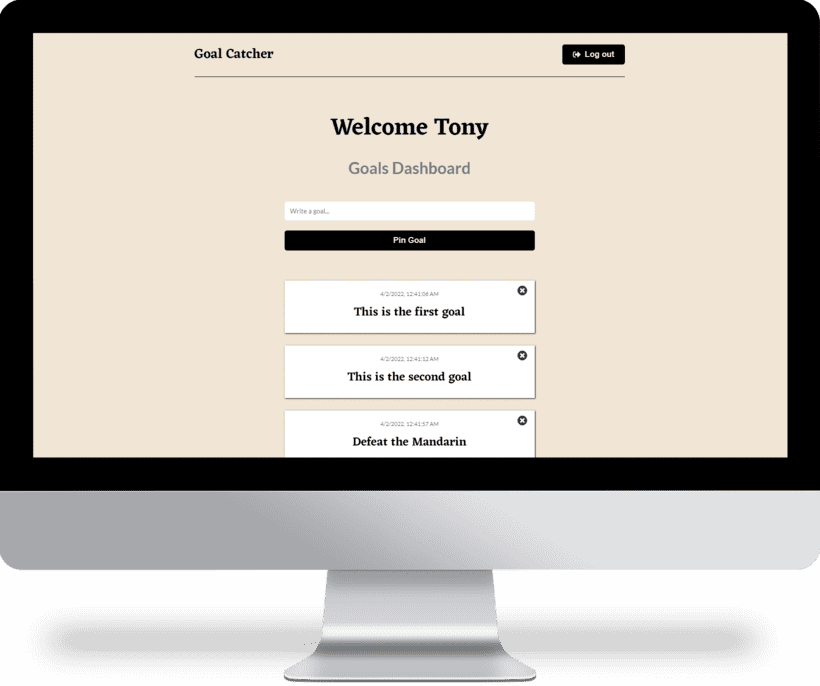 Goal Catcher
Log out
Welcome Tony
Goals Dashboard
Write a goal...
Pin Goal
4/2/2022, 12:41:06 AM
This is the first goal
4/2/2022, 12:41:12 AM
This is the second goal
4/2/2022, 12:41:57 AM
Defeat the Mandarin